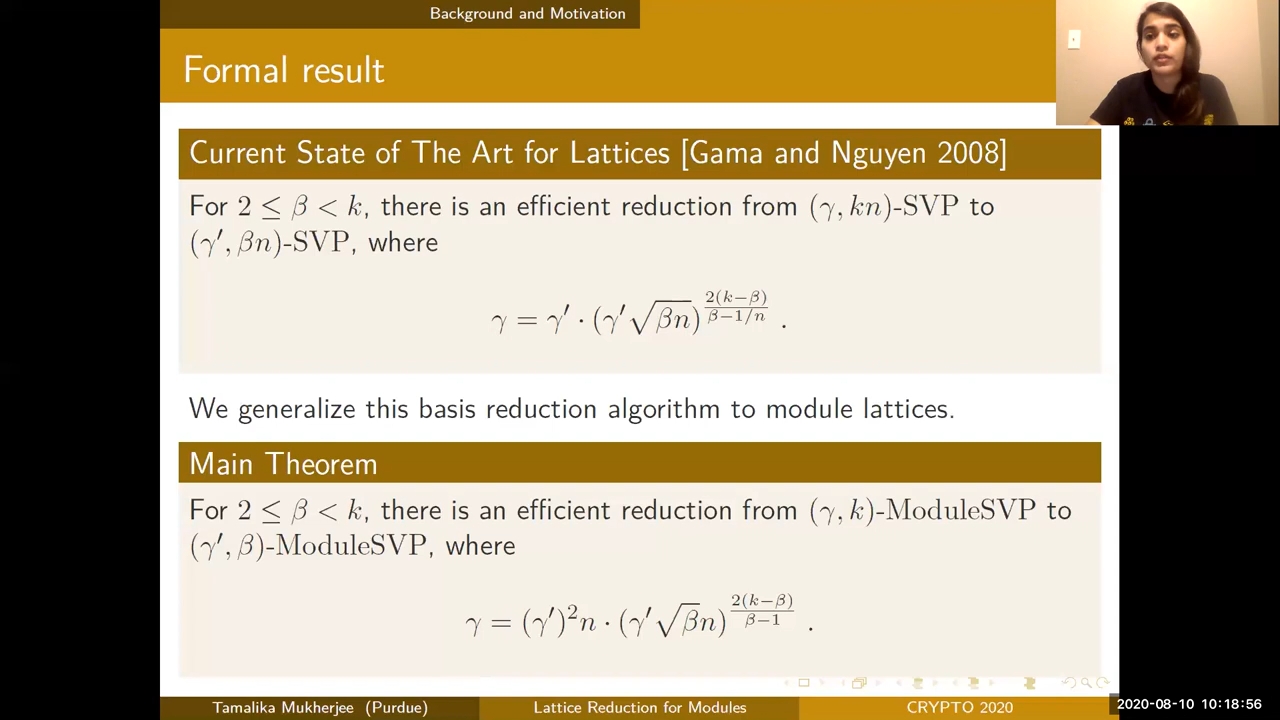 Background and Motivation
Formal result
Current State of The Art for Lattices [Gama and Nguyen 2008]
For 2 ≤ β < k, there is an efficient reduction from (γ, kn)-SVP to
(γ′, βn)-SVP, where
γ = γ′ · (γ′√βn)^{2(k−β)/(β−1/n)} .
We generalize this basis reduction algorithm to module lattices.
Main Theorem
For 2 ≤ β < k, there is an efficient reduction from (γ, k)-ModuleSVP to
(γ′, β)-ModuleSVP, where
γ = (γ′)²n · (γ′√β̅n)^{2(k−β)/(β−1)} .
Tamalika Mukherjee (Purdue) Lattice Reduction for Modules CRYPTO 2020
2020-08-10 10:18:56